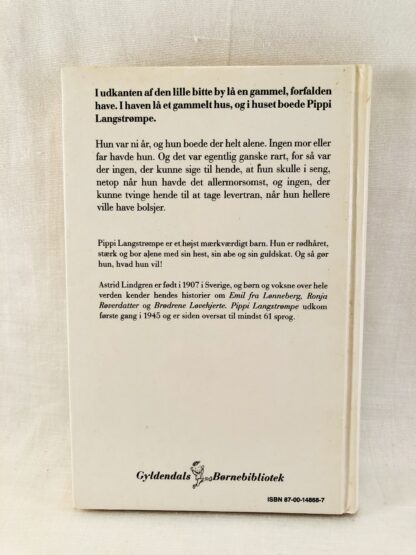 I udkanten af den lille bitte by lå en gammel, forfalden
have. I haven lå et gammelt hus, og i huset boede Pippi
Langstrømpe.
Hun var ni år, og hun boede der helt alene. Ingen mor eller
far havde hun. Og det var egentlig ganske rart, for så var
der ingen, der kunne sige til hende, at hun skulle i seng,
netop når hun havde det allermorsomst, og ingen, der
kunne tvinge hende til at tage levertran, når hun hellere
ville have bolsjer.
Pippi Langstrømpe er et højst mærkværdigt barn. Hun er rødhåret,
stærk og bor alene med sin hest, sin abe og sin guldskat. Og så gør
hun, hvad hun vil!
Astrid Lindgren er født i 1907 i Sverige, og børn og voksne over hele
verden kender hendes historier om Emil fra Lønneberg, Ronja
Røverdatter og Brødrene Løvehjerte. Pippi Langstrømpe udkom
første gang i 1945 og er siden oversat til mindst 61 sprog.
Gyldendals Børnebibliotek
ISBN 87-00-14868-7